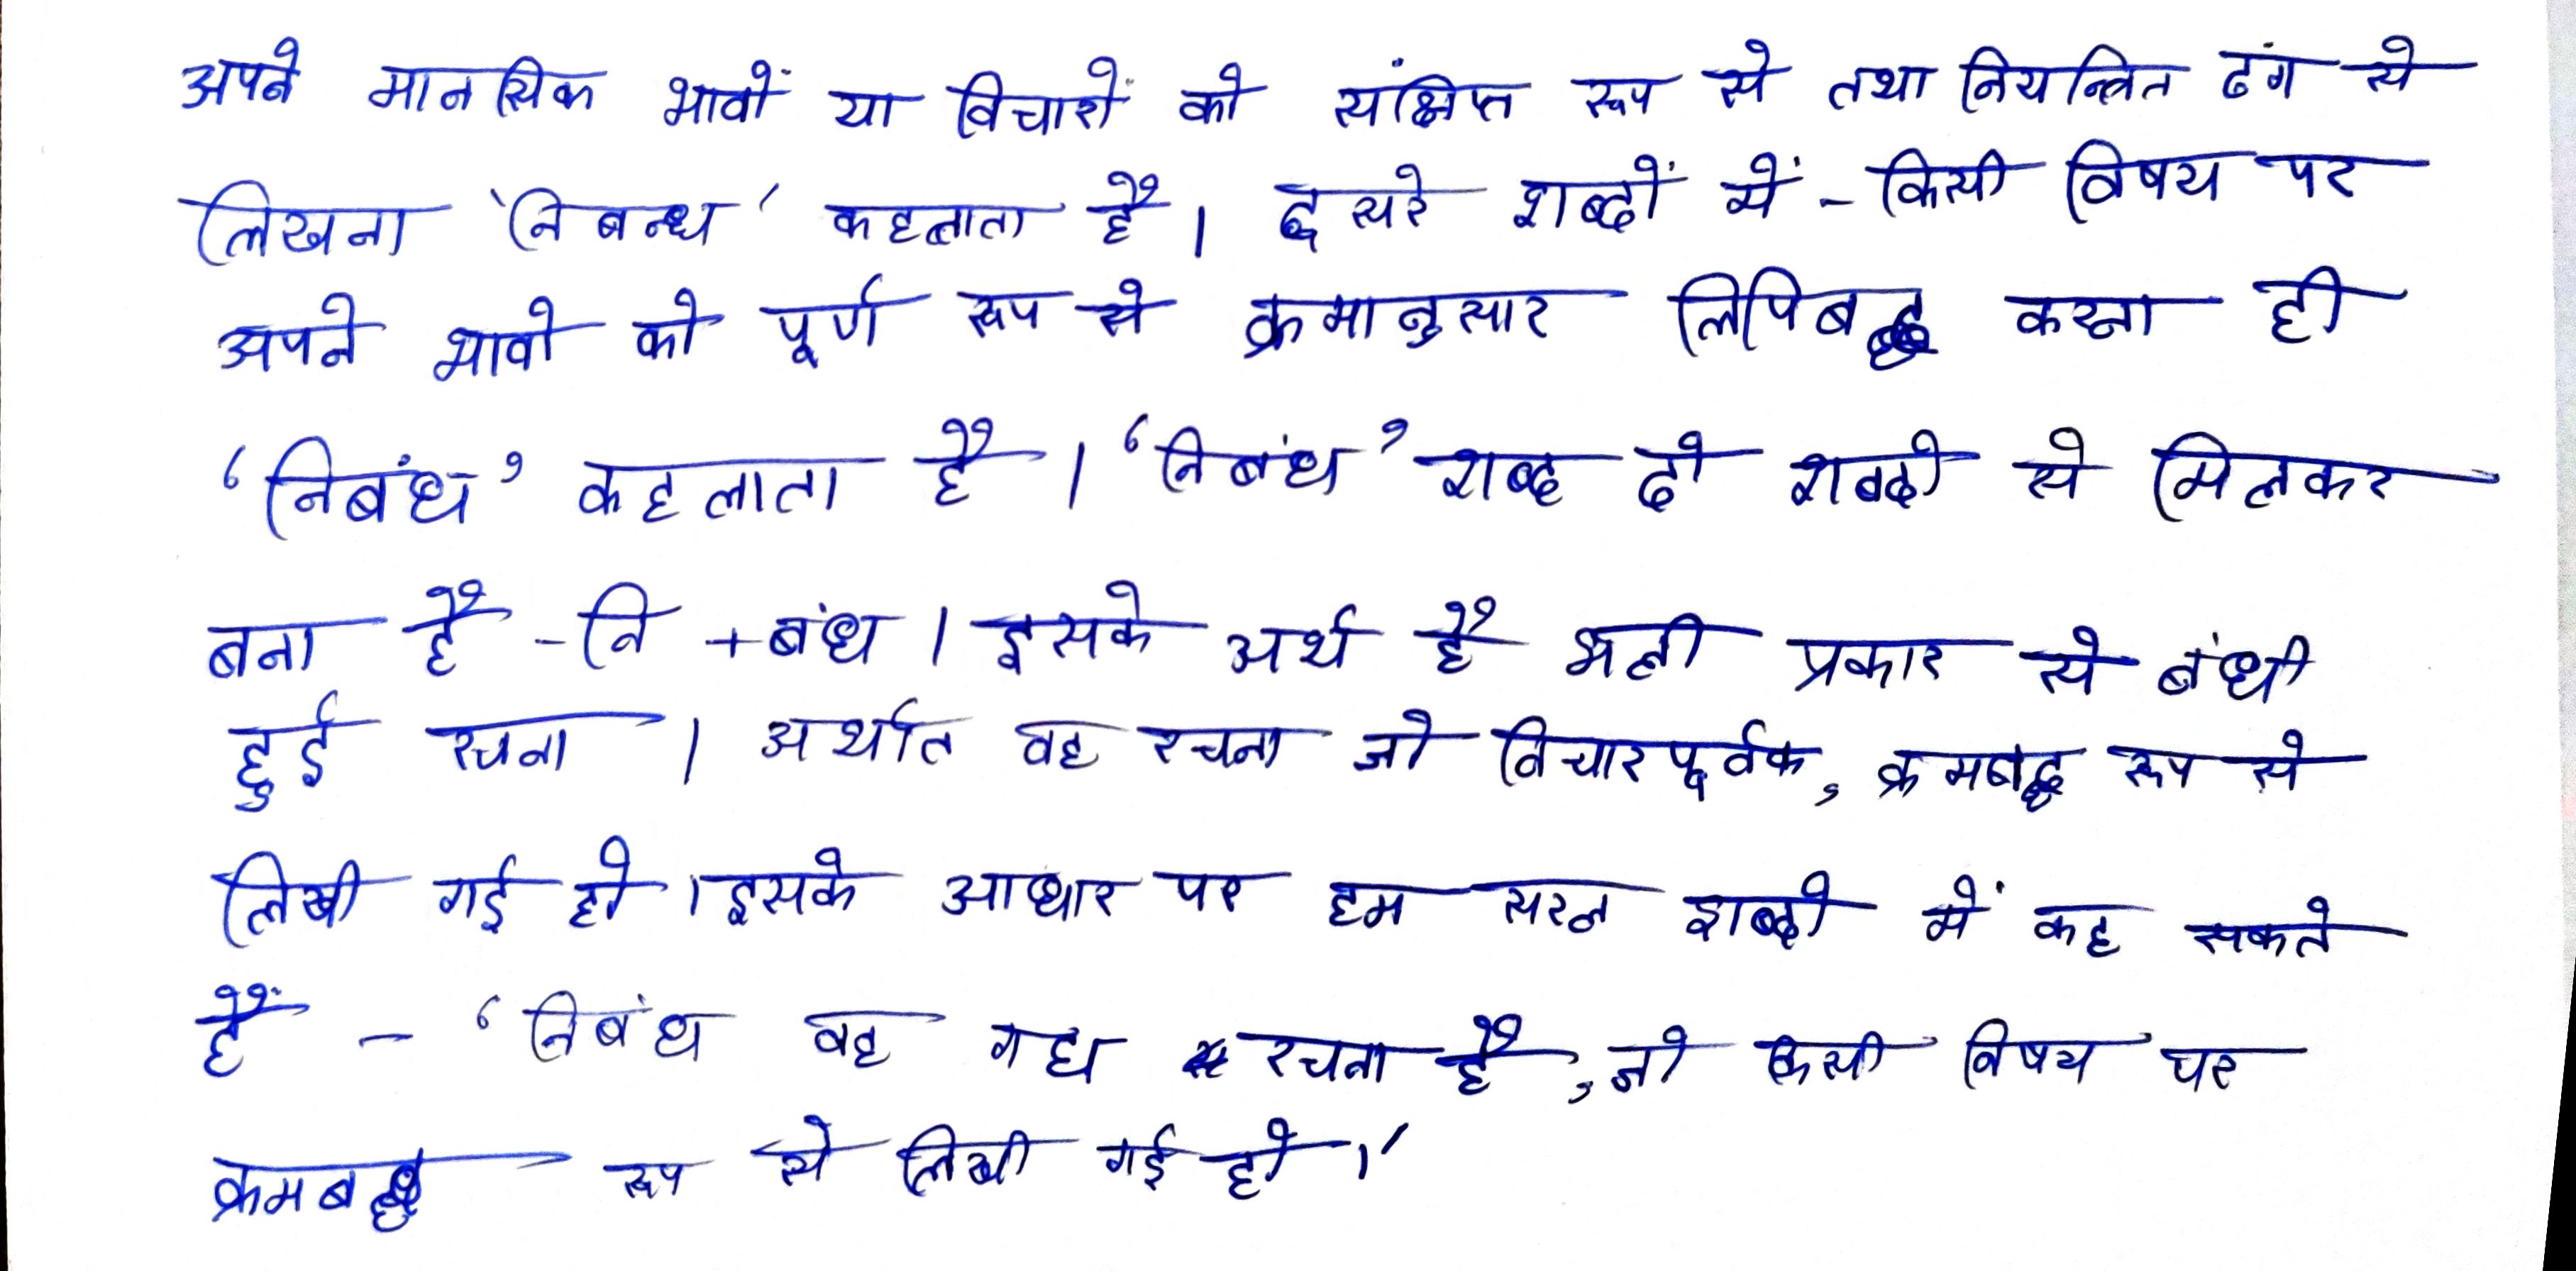 अपने मानसिक भावों या विचारों को संक्षिप्त रूप से तथा नियन्त्रित ढंग से
लिखना 'निबन्ध' कहलाता है। दूसरे शब्दों में - किसी विषय पर
अपने भावो को पूर्ण रूप से क्रमानुसार लिपिबद्ध करना ही
'निबंध' कहलाता है। 'निबंध' शब्द दो शब्दो से मिलकर
बना है - नि + बंध। इसके अर्थ है भली प्रकार से बंधी
हुई रचना। अर्थात वह रचना जो विचारपूर्वक, क्रमबद्ध रूप से
लिखी गई हो। इसके आधार पर हम सरल शब्दो में कह सकते
हैं - 'निबंध वह गद्य रचना है, जो किसी विषय पर
क्रमबद्ध रूप से लिखी गई हो।'